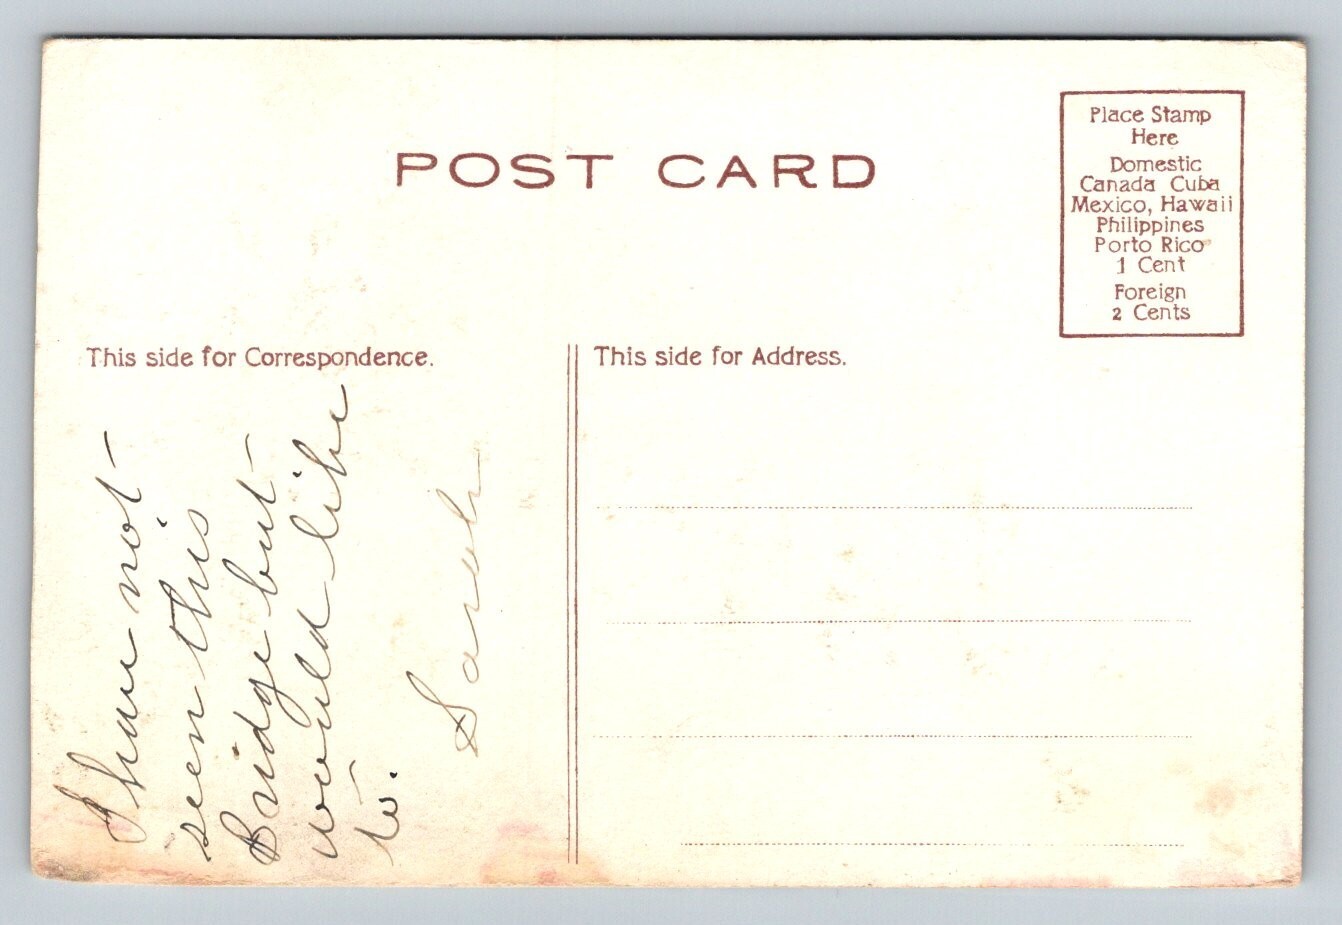 POST CARD
Place Stamp
Here
Domestic
Canada Cuba
Mexico, Hawaii
Philippines
Porto Rico
1 Cent
Foreign
2 Cents
This side for Correspondence.
This side for Address.
I have not
seen this
Bridge but
would like
to.
Sarah